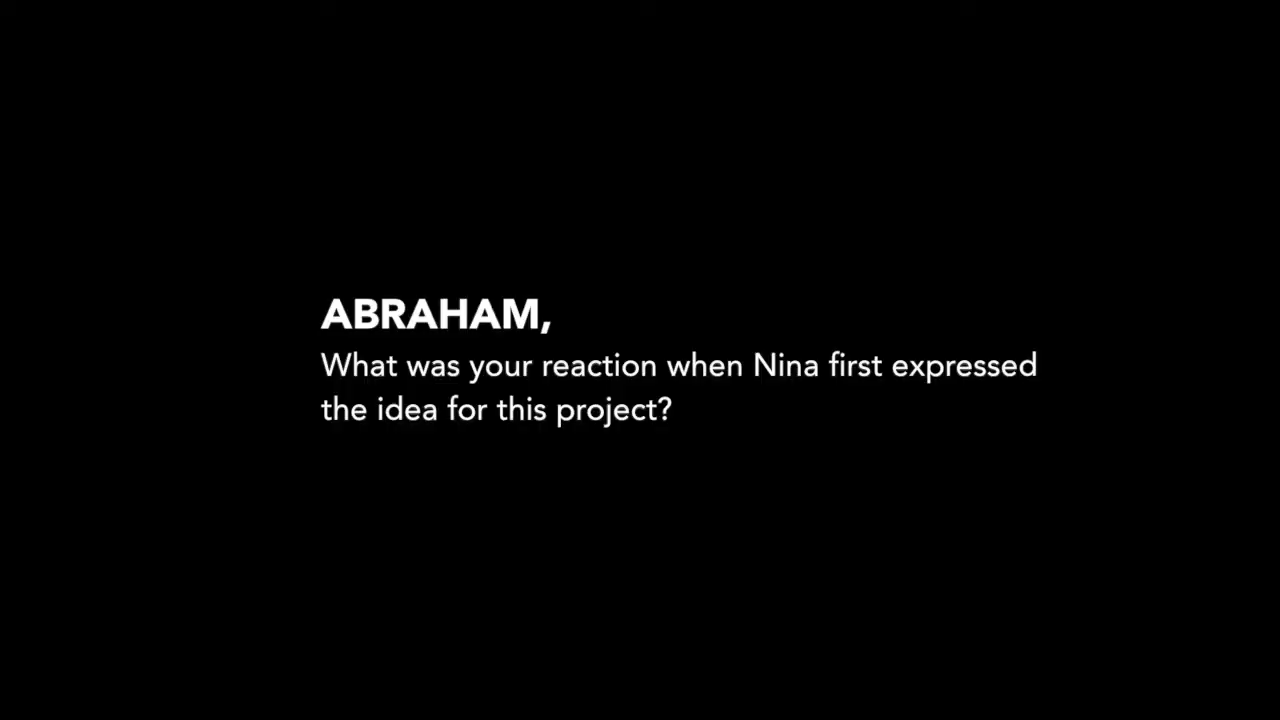 ABRAHAM,
What was your reaction when Nina first expressed
the idea for this project?